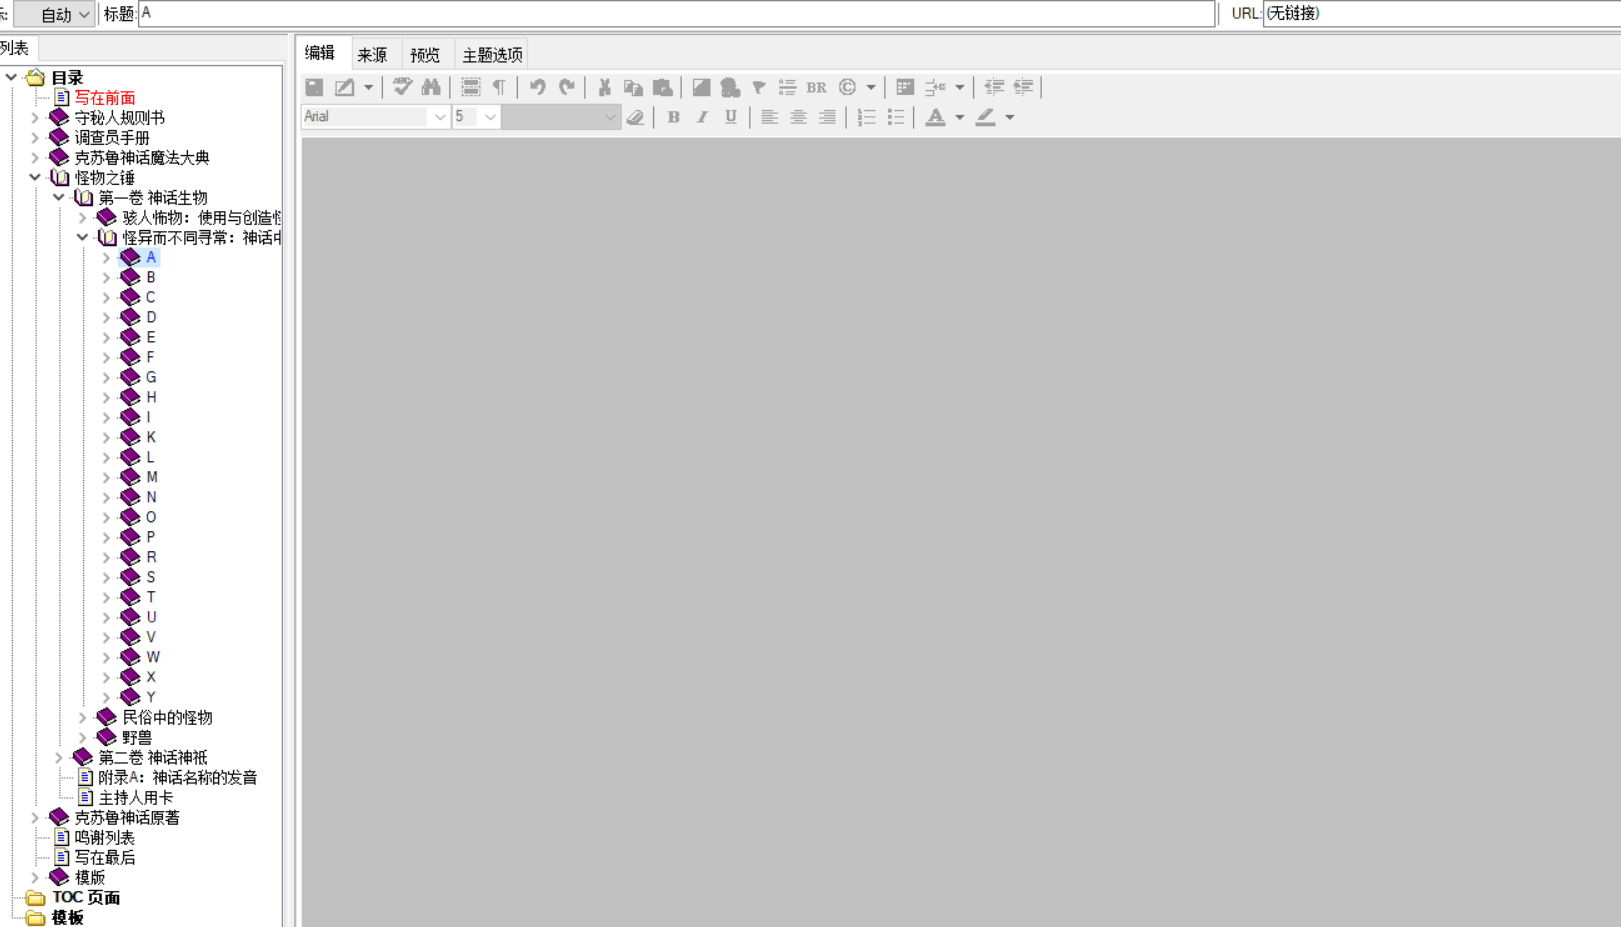 自动 标题: A URL: (无链接)
列表
编辑 来源 预览 主题选项
BR
Arial 5 B I U A
目录
写在前面
守秘人规则书
调查员手册
克苏鲁神话魔法大典
怪物之锤
第一卷 神话生物
骇人怖物：使用与创造怪
怪异而不同寻常：神话中
A
B
C
D
E
F
G
H
I
K
L
M
N
O
P
R
S
T
U
V
W
X
Y
民俗中的怪物
野兽
第二卷 神话神祇
附录A：神话名称的发音
主持人用卡
克苏鲁神话原著
鸣谢列表
写在最后
模版
TOC 页面
模板